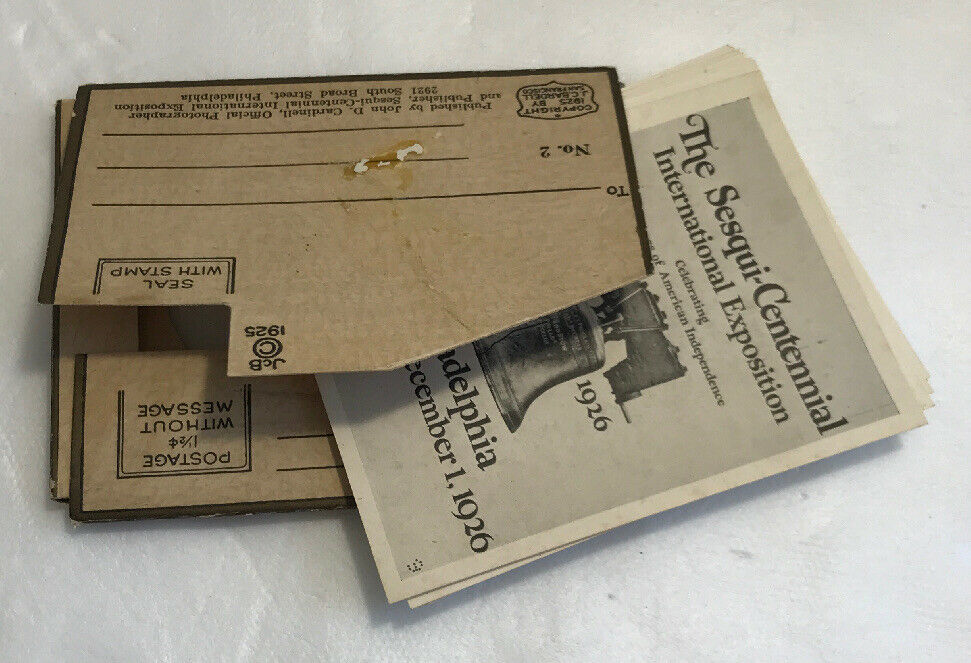 Published by John D. Cardinell, Official Photographer
and Publisher, Sesqui-Centennial International Exposition
2921 South Broad Street, Philadelphia
COPYRIGHT
1925
BY
J.C. BARDELL
SAN FRANCISCO
No. 2
To
SEAL
WITH STAMP
JCB
©
1925
POSTAGE
1½¢
WITHOUT
MESSAGE
The Sesqui-Centennial
International Exposition
Celebrating
of American Independence
1926
adelphia
ecember 1, 1926